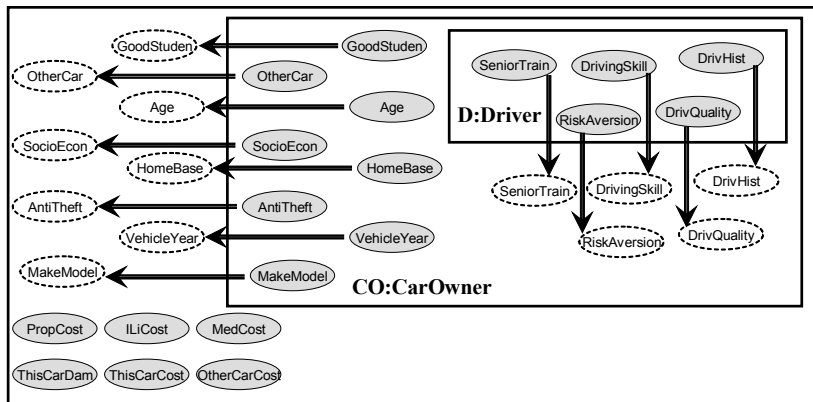 GoodStuden
GoodStuden
OtherCar
OtherCar
Age
Age
SocioEcon
SocioEcon
HomeBase
HomeBase
AntiTheft
AntiTheft
VehicleYear
VehicleYear
MakeModel
MakeModel
CO:CarOwner
SeniorTrain
DrivingSkill
DrivHist
D:Driver
RiskAversion
DrivQuality
SeniorTrain
DrivingSkill
DrivHist
RiskAversion
DrivQuality
PropCost
ILiCost
MedCost
ThisCarDam
ThisCarCost
OtherCarCost